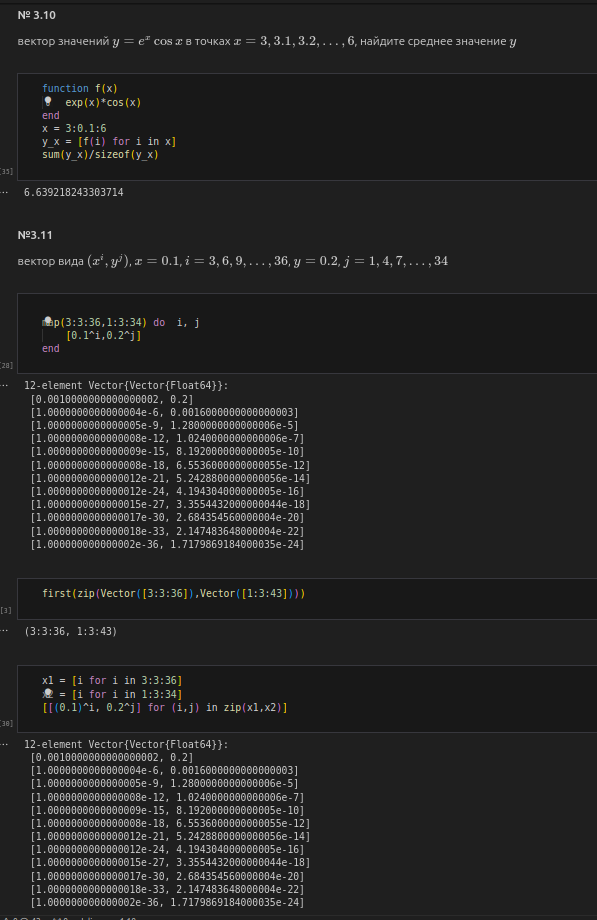 № 3.10
вектор значений y = e^x cos x в точках x = 3, 3.1, 3.2, ..., 6, найдите среднее значение y
function f(x)
exp(x)*cos(x)
end
x = 3:0.1:6
y_x = [f(i) for i in x]
sum(y_x)/sizeof(y_x)
[35]
... 6.639218243303714
№3.11
вектор вида (x^i, y^j), x = 0.1, i = 3, 6, 9, ..., 36, y = 0.2, j = 1, 4, 7, ..., 34
map(3:3:36,1:3:34) do i, j
[0.1^i,0.2^j]
end
[28]
... 12-element Vector{Vector{Float64}}:
[0.0010000000000000002, 0.2]
[1.0000000000000004e-6, 0.0016000000000000003]
[1.0000000000000005e-9, 1.2800000000000006e-5]
[1.0000000000000008e-12, 1.0240000000000006e-7]
[1.0000000000000009e-15, 8.192000000000005e-10]
[1.0000000000000008e-18, 6.5536000000000055e-12]
[1.0000000000000012e-21, 5.2428800000000056e-14]
[1.0000000000000012e-24, 4.194304000000005e-16]
[1.0000000000000015e-27, 3.3554432000000044e-18]
[1.0000000000000017e-30, 2.684354560000004e-20]
[1.0000000000000018e-33, 2.147483648000004e-22]
[1.000000000000002e-36, 1.7179869184000035e-24]
first(zip(Vector([3:3:36]),Vector([1:3:43])))
[3]
... (3:3:36, 1:3:43)
x1 = [i for i in 3:3:36]
x2 = [i for i in 1:3:34]
[[(0.1)^i, 0.2^j] for (i,j) in zip(x1,x2)]
[30]
... 12-element Vector{Vector{Float64}}:
[0.0010000000000000002, 0.2]
[1.0000000000000004e-6, 0.0016000000000000003]
[1.0000000000000005e-9, 1.2800000000000006e-5]
[1.0000000000000008e-12, 1.0240000000000006e-7]
[1.0000000000000009e-15, 8.192000000000005e-10]
[1.0000000000000008e-18, 6.5536000000000055e-12]
[1.0000000000000012e-21, 5.2428800000000056e-14]
[1.0000000000000012e-24, 4.194304000000005e-16]
[1.0000000000000015e-27, 3.3554432000000044e-18]
[1.0000000000000017e-30, 2.684354560000004e-20]
[1.0000000000000018e-33, 2.147483648000004e-22]
[1.000000000000002e-36, 1.7179869184000035e-24]